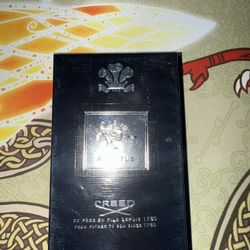 CREED
DE PERE EN FILS DEPUIS 1760
FROM FATHER TO SON SINCE 1760